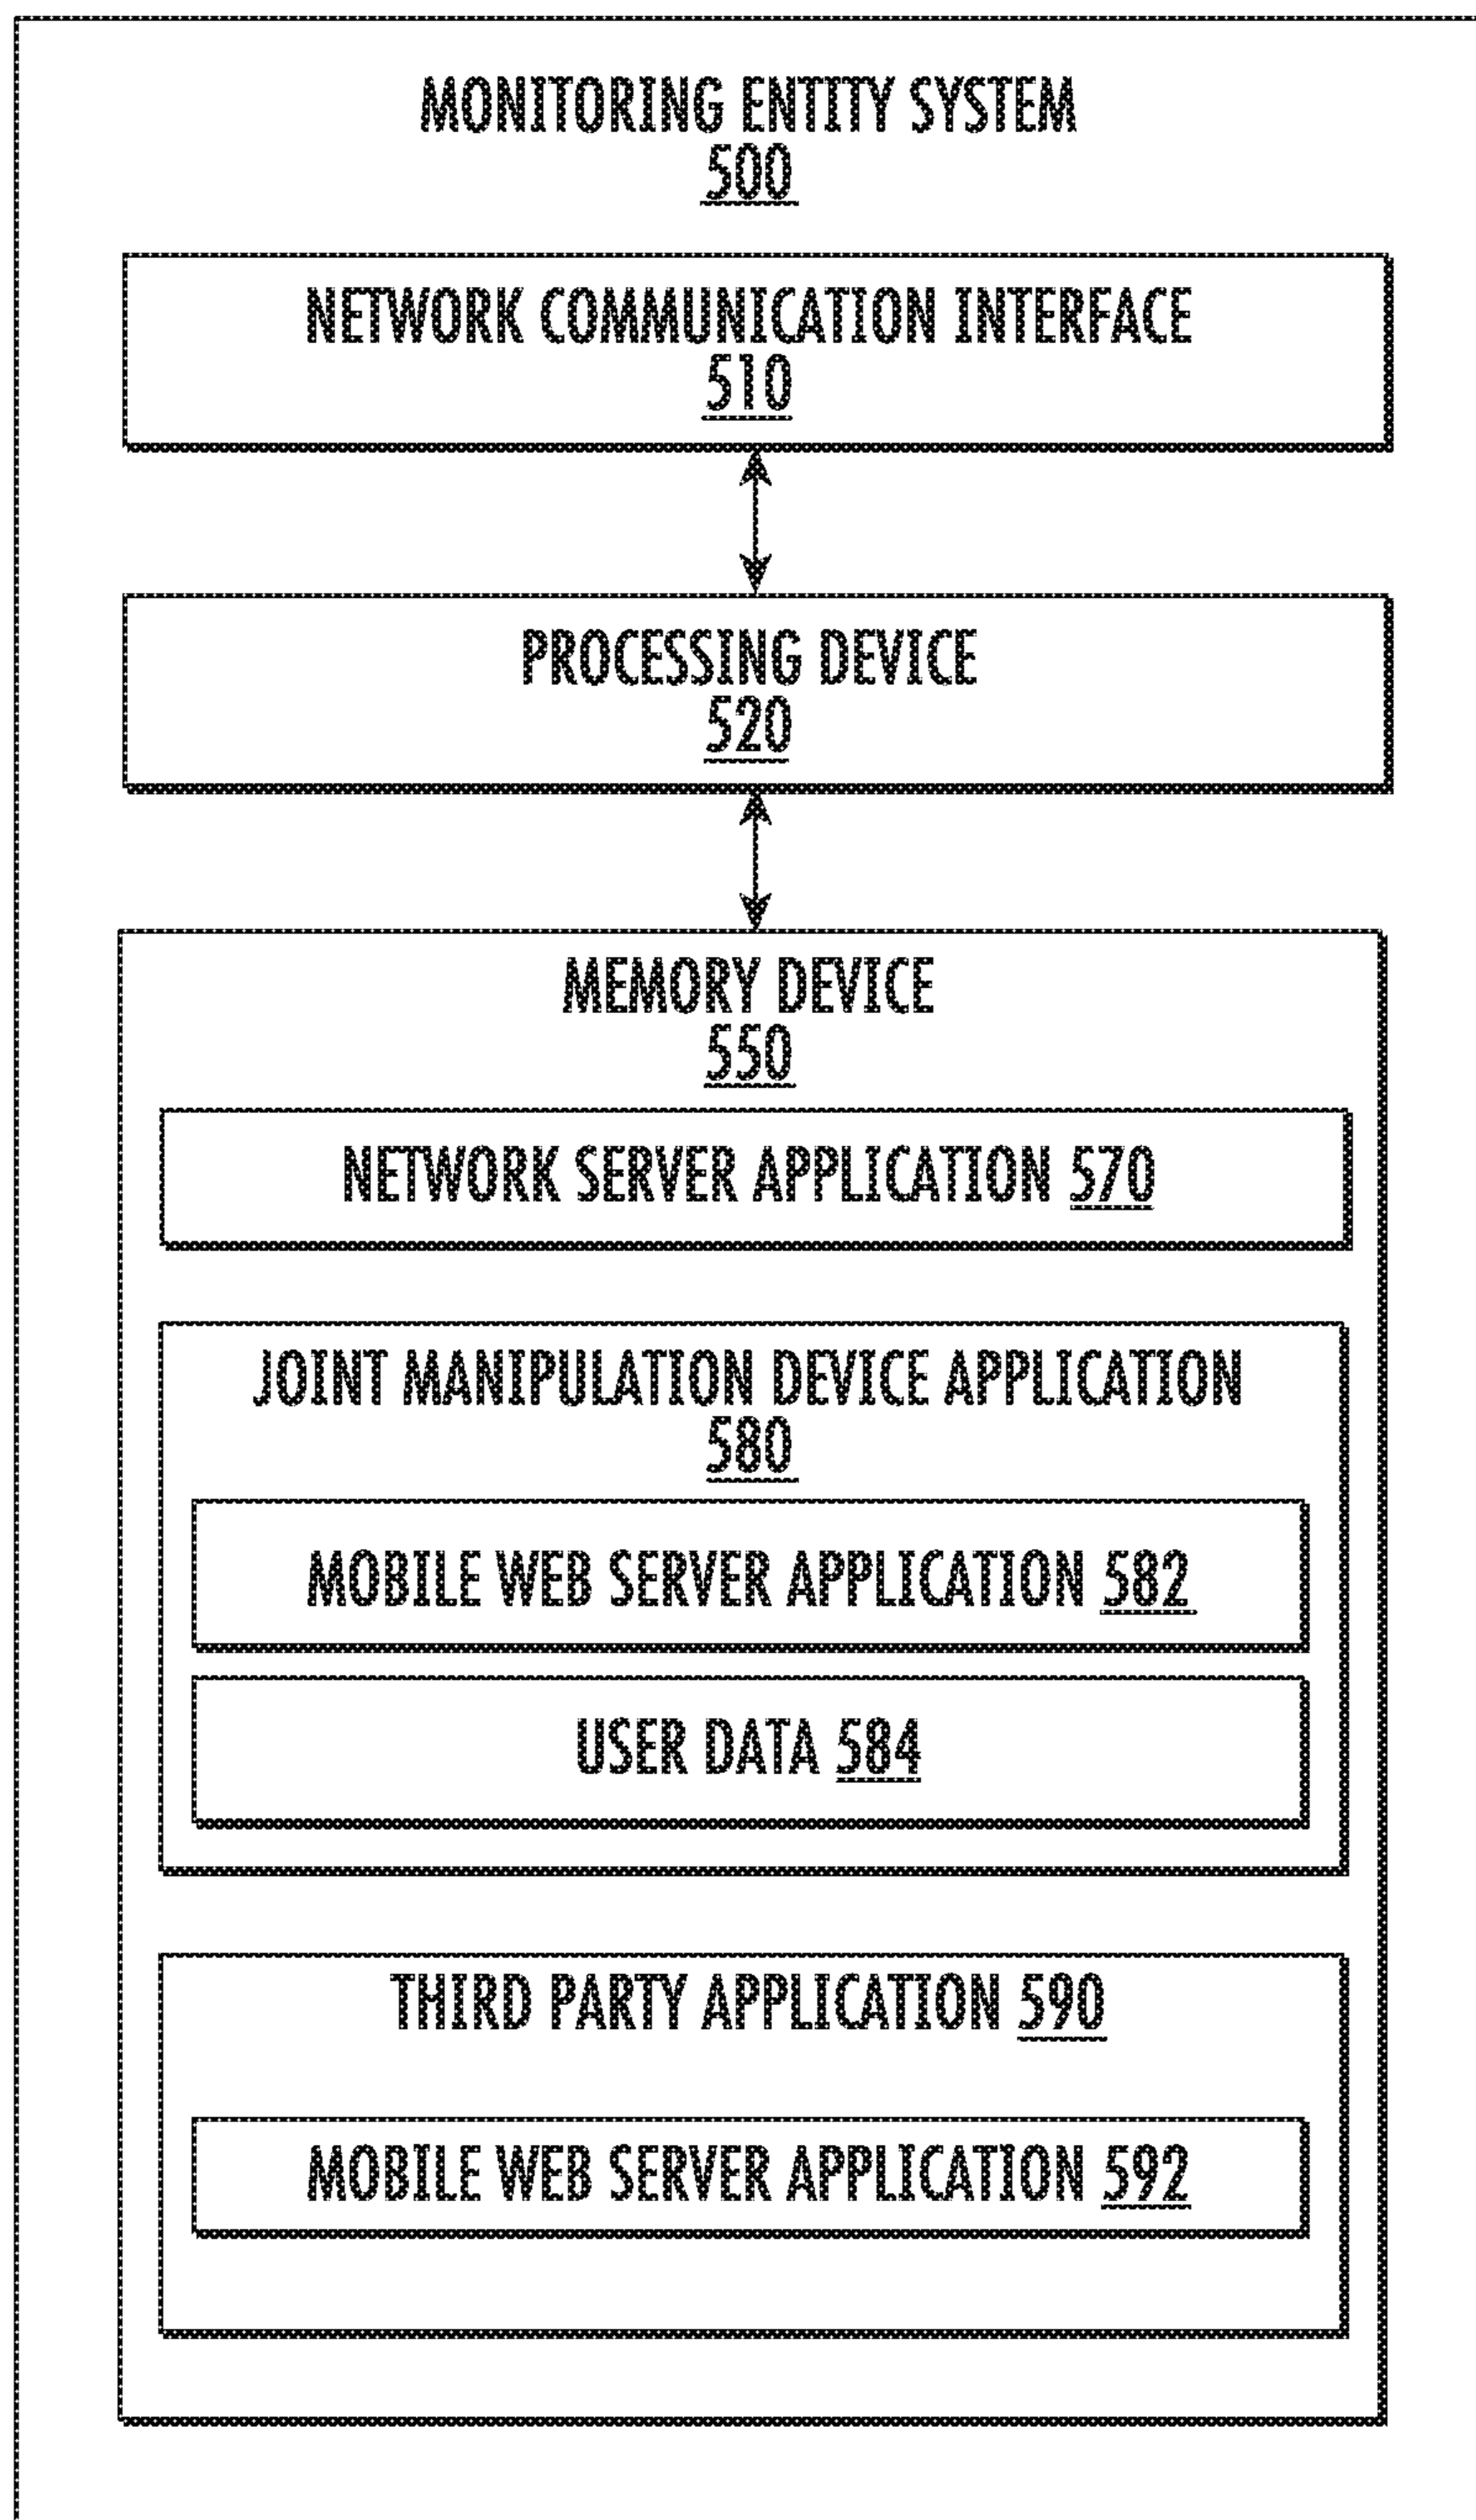 MONITORING ENTITY SYSTEM
500
NETWORK COMMUNICATION INTERFACE
510
PROCESSING DEVICE
520
MEMORY DEVICE
550
NETWORK SERVER APPLICATION 570
JOINT MANIPULATION DEVICE APPLICATION
580
MOBILE WEB SERVER APPLICATION 582
USER DATA 584
THIRD PARTY APPLICATION 590
MOBILE WEB SERVER APPLICATION 592